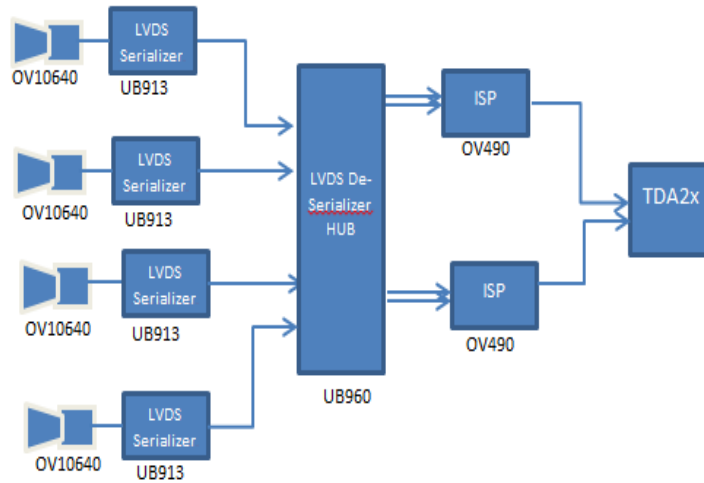 LVDS
Serializer
OV10640
UB913
LVDS
Serializer
OV10640
UB913
LVDS
Serializer
OV10640
UB913
LVDS
Serializer
OV10640
UB913
LVDS De-
Serializer
HUB
UB960
ISP
OV490
ISP
OV490
TDA2x